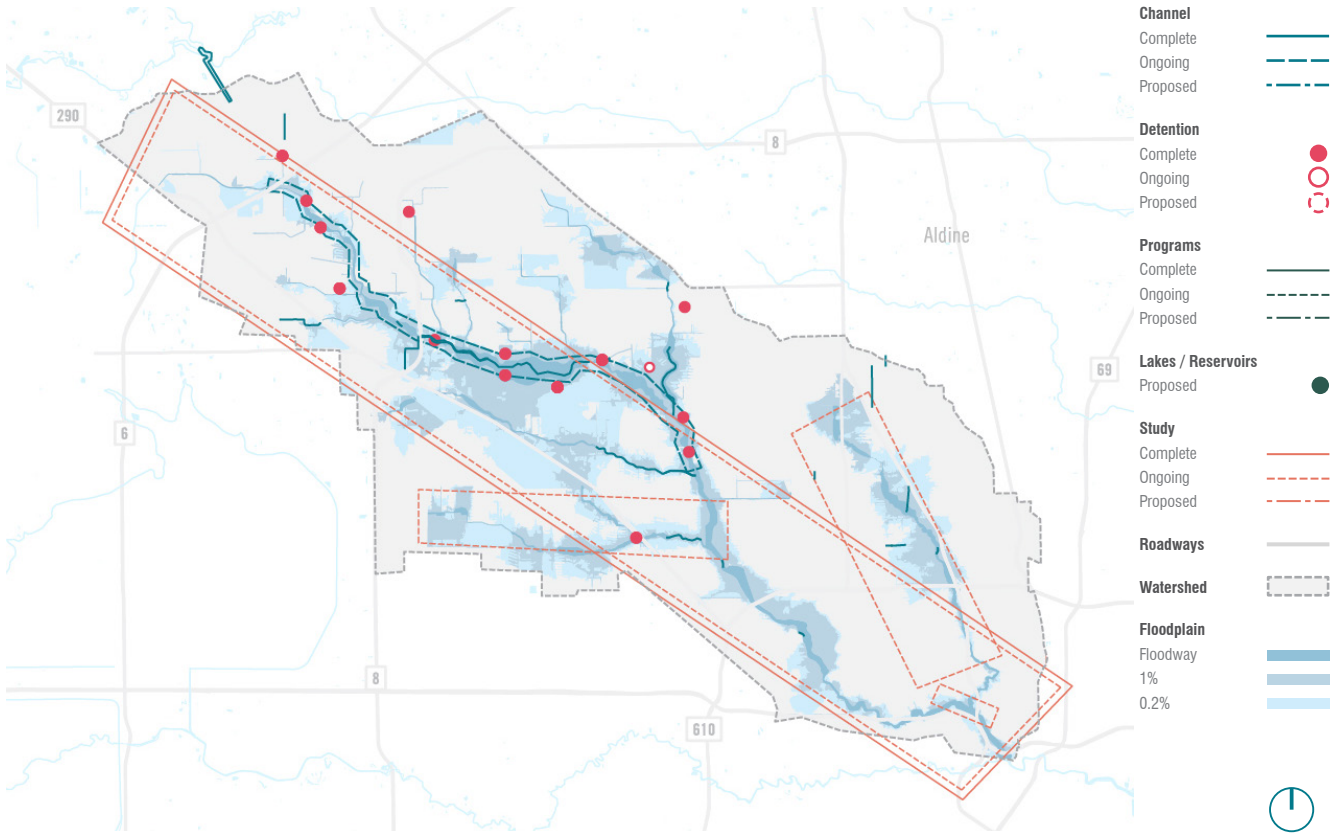 290
8
Aldine
69
6
8
610
Channel
Complete
Ongoing
Proposed
Detention
Complete
Ongoing
Proposed
Programs
Complete
Ongoing
Proposed
Lakes / Reservoirs
Proposed
Study
Complete
Ongoing
Proposed
Roadways
Watershed
Floodplain
Floodway
1%
0.2%